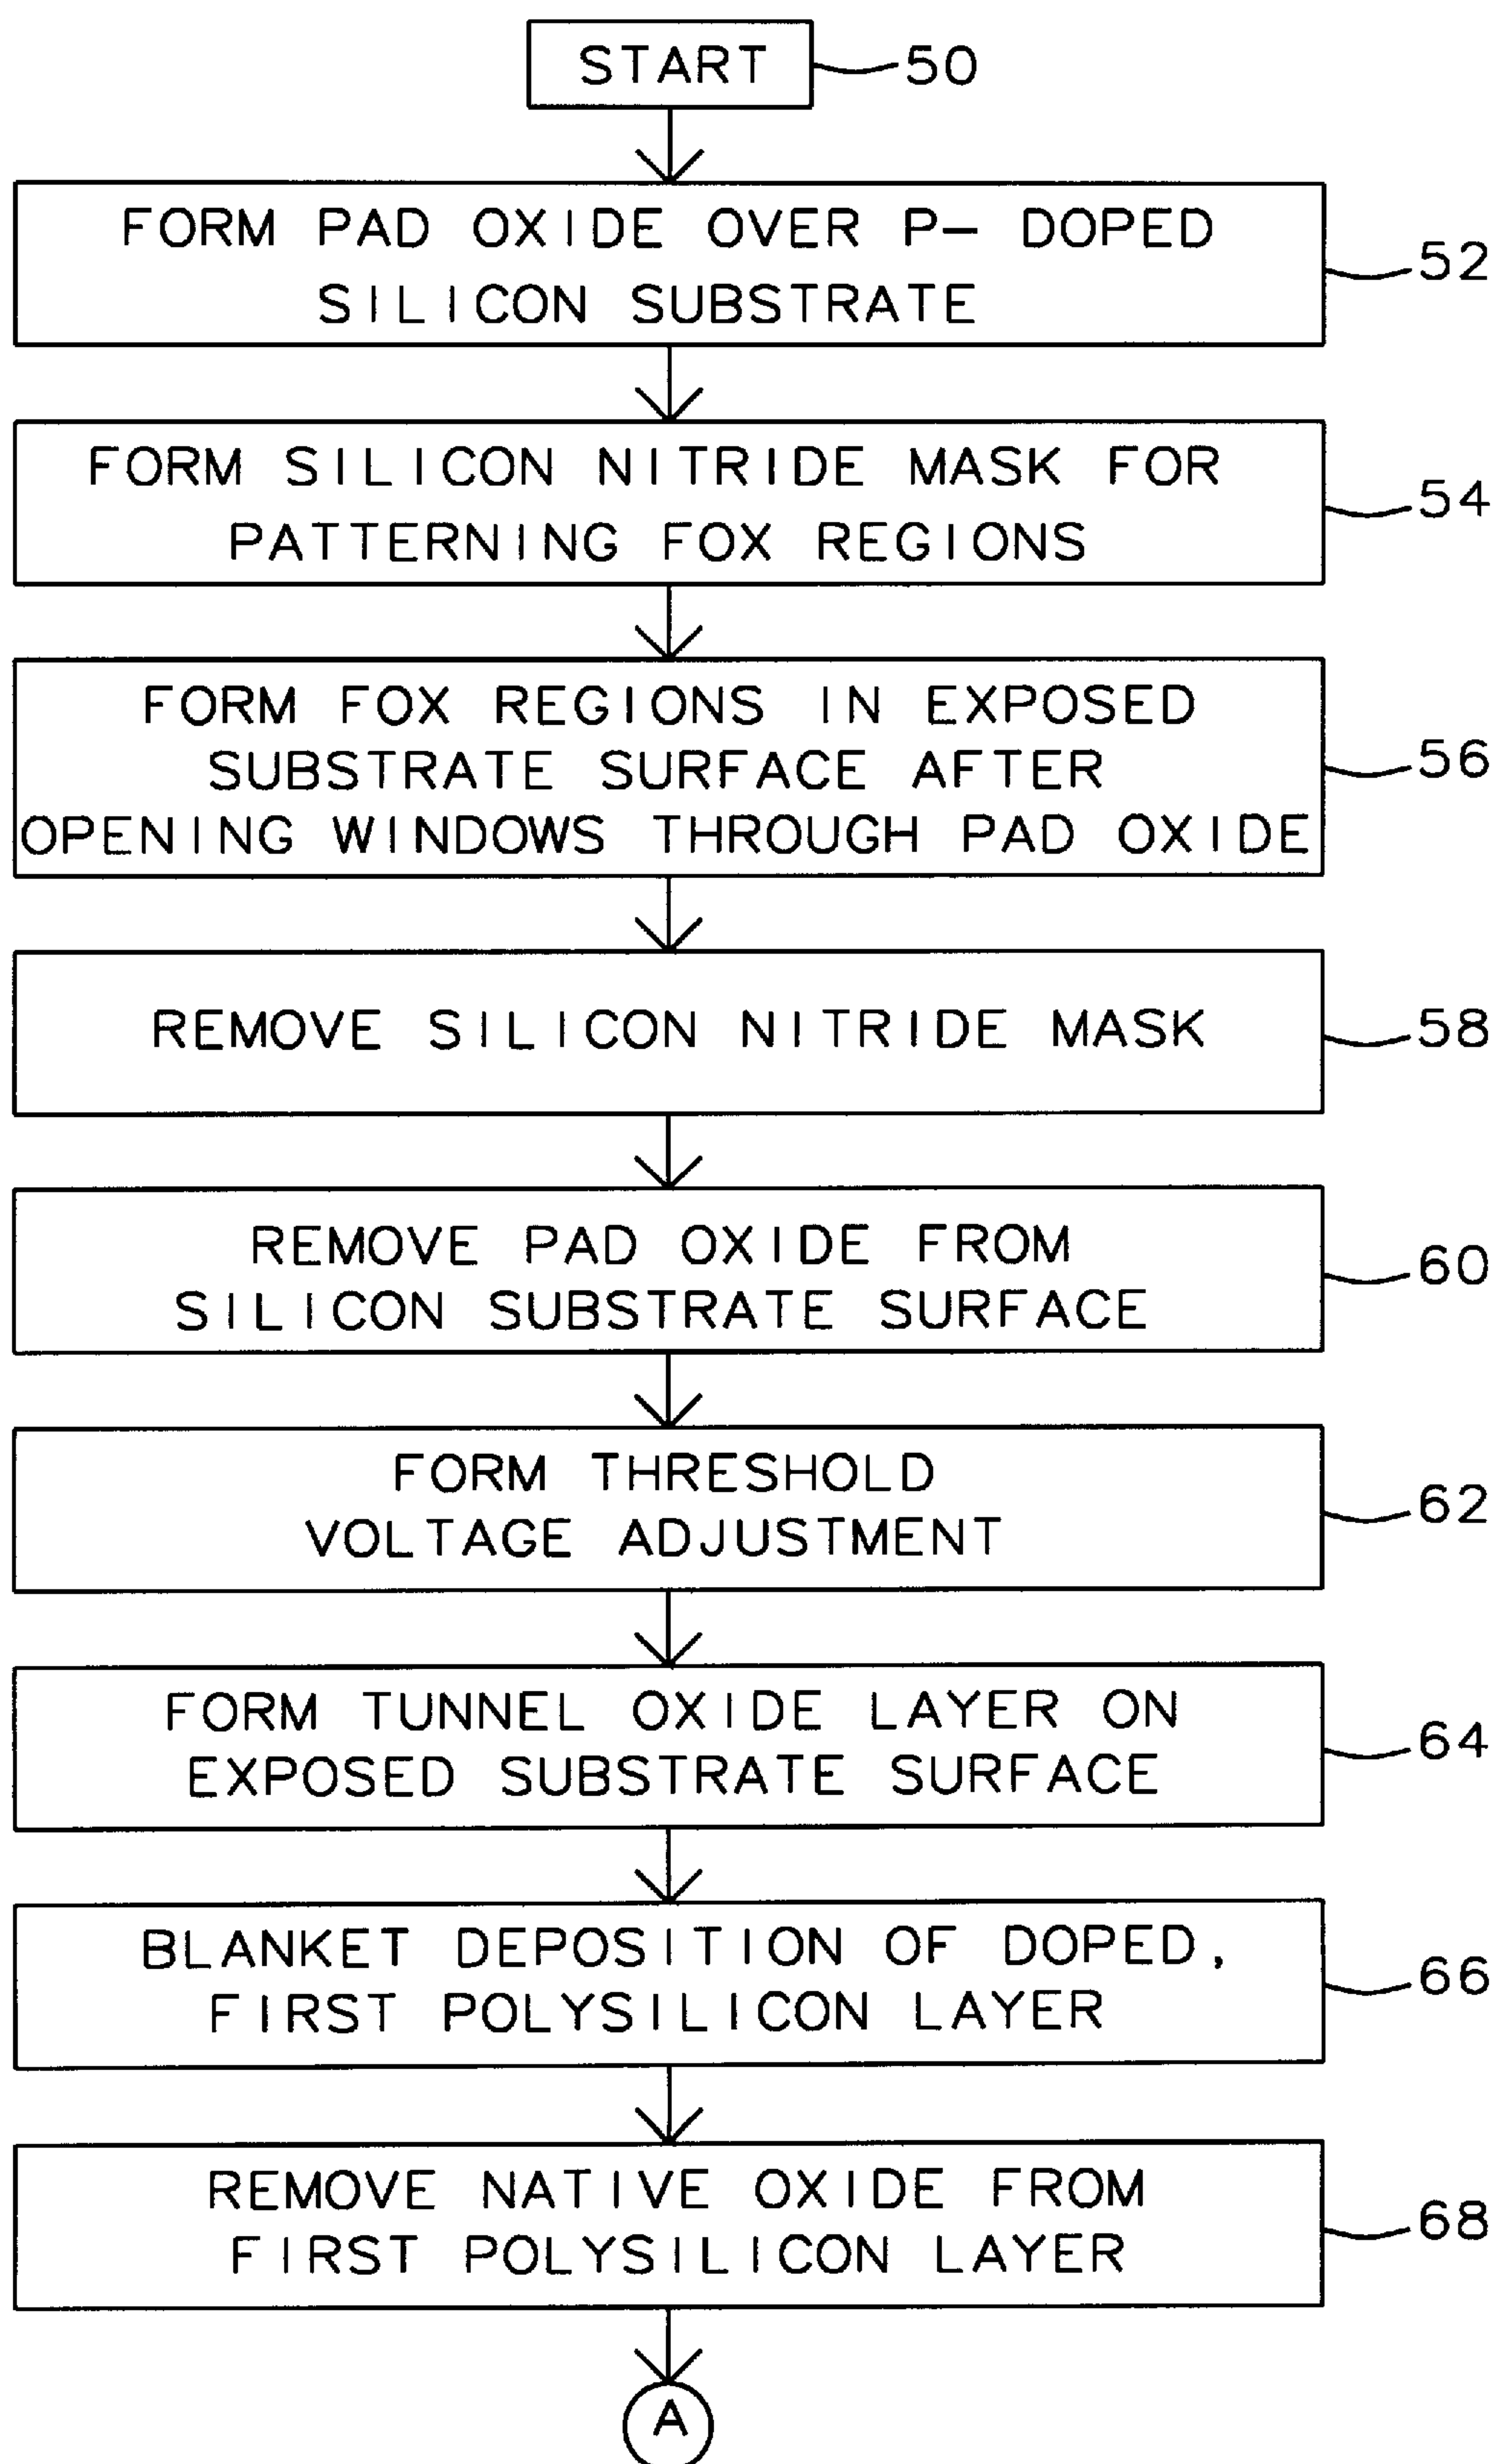 START
50
FORM PAD OXIDE OVER P- DOPED
SILICON SUBSTRATE
52
FORM SILICON NITRIDE MASK FOR
PATTERNING FOX REGIONS
54
FORM FOX REGIONS IN EXPOSED
SUBSTRATE SURFACE AFTER
OPENING WINDOWS THROUGH PAD OXIDE
56
REMOVE SILICON NITRIDE MASK
58
REMOVE PAD OXIDE FROM
SILICON SUBSTRATE SURFACE
60
FORM THRESHOLD
VOLTAGE ADJUSTMENT
62
FORM TUNNEL OXIDE LAYER ON
EXPOSED SUBSTRATE SURFACE
64
BLANKET DEPOSITION OF DOPED,
FIRST POLYSILICON LAYER
66
REMOVE NATIVE OXIDE FROM
FIRST POLYSILICON LAYER
68
A